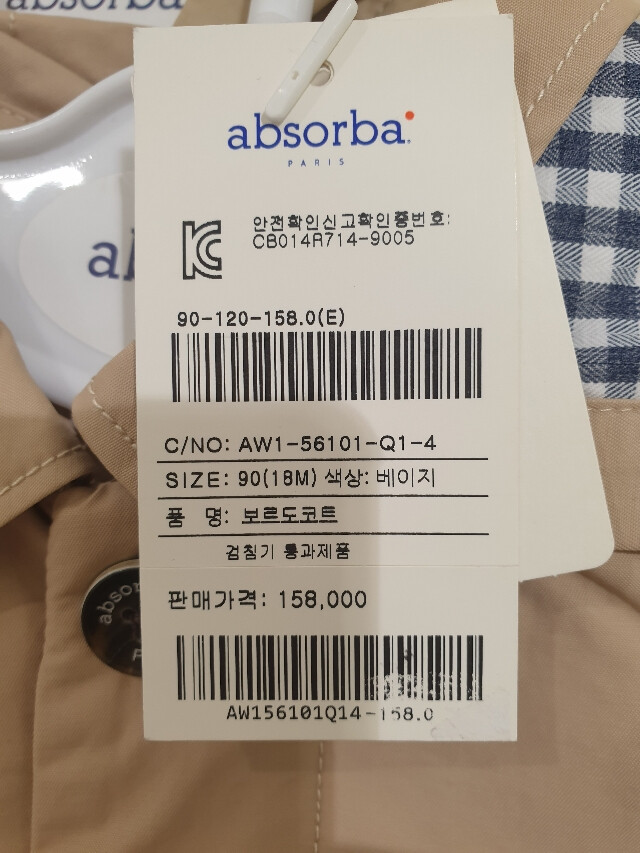 absorba
absorba
PARIS
안전확인신고확인증번호:
CB014R714-9005
90-120-158.0(E)
C/NO: AW1-56101-Q1-4
SIZE: 90(18M) 색상: 베이지
품 명: 보르도코트
검침기 통과제품
판매가격: 158,000
AW156101Q14-158.0